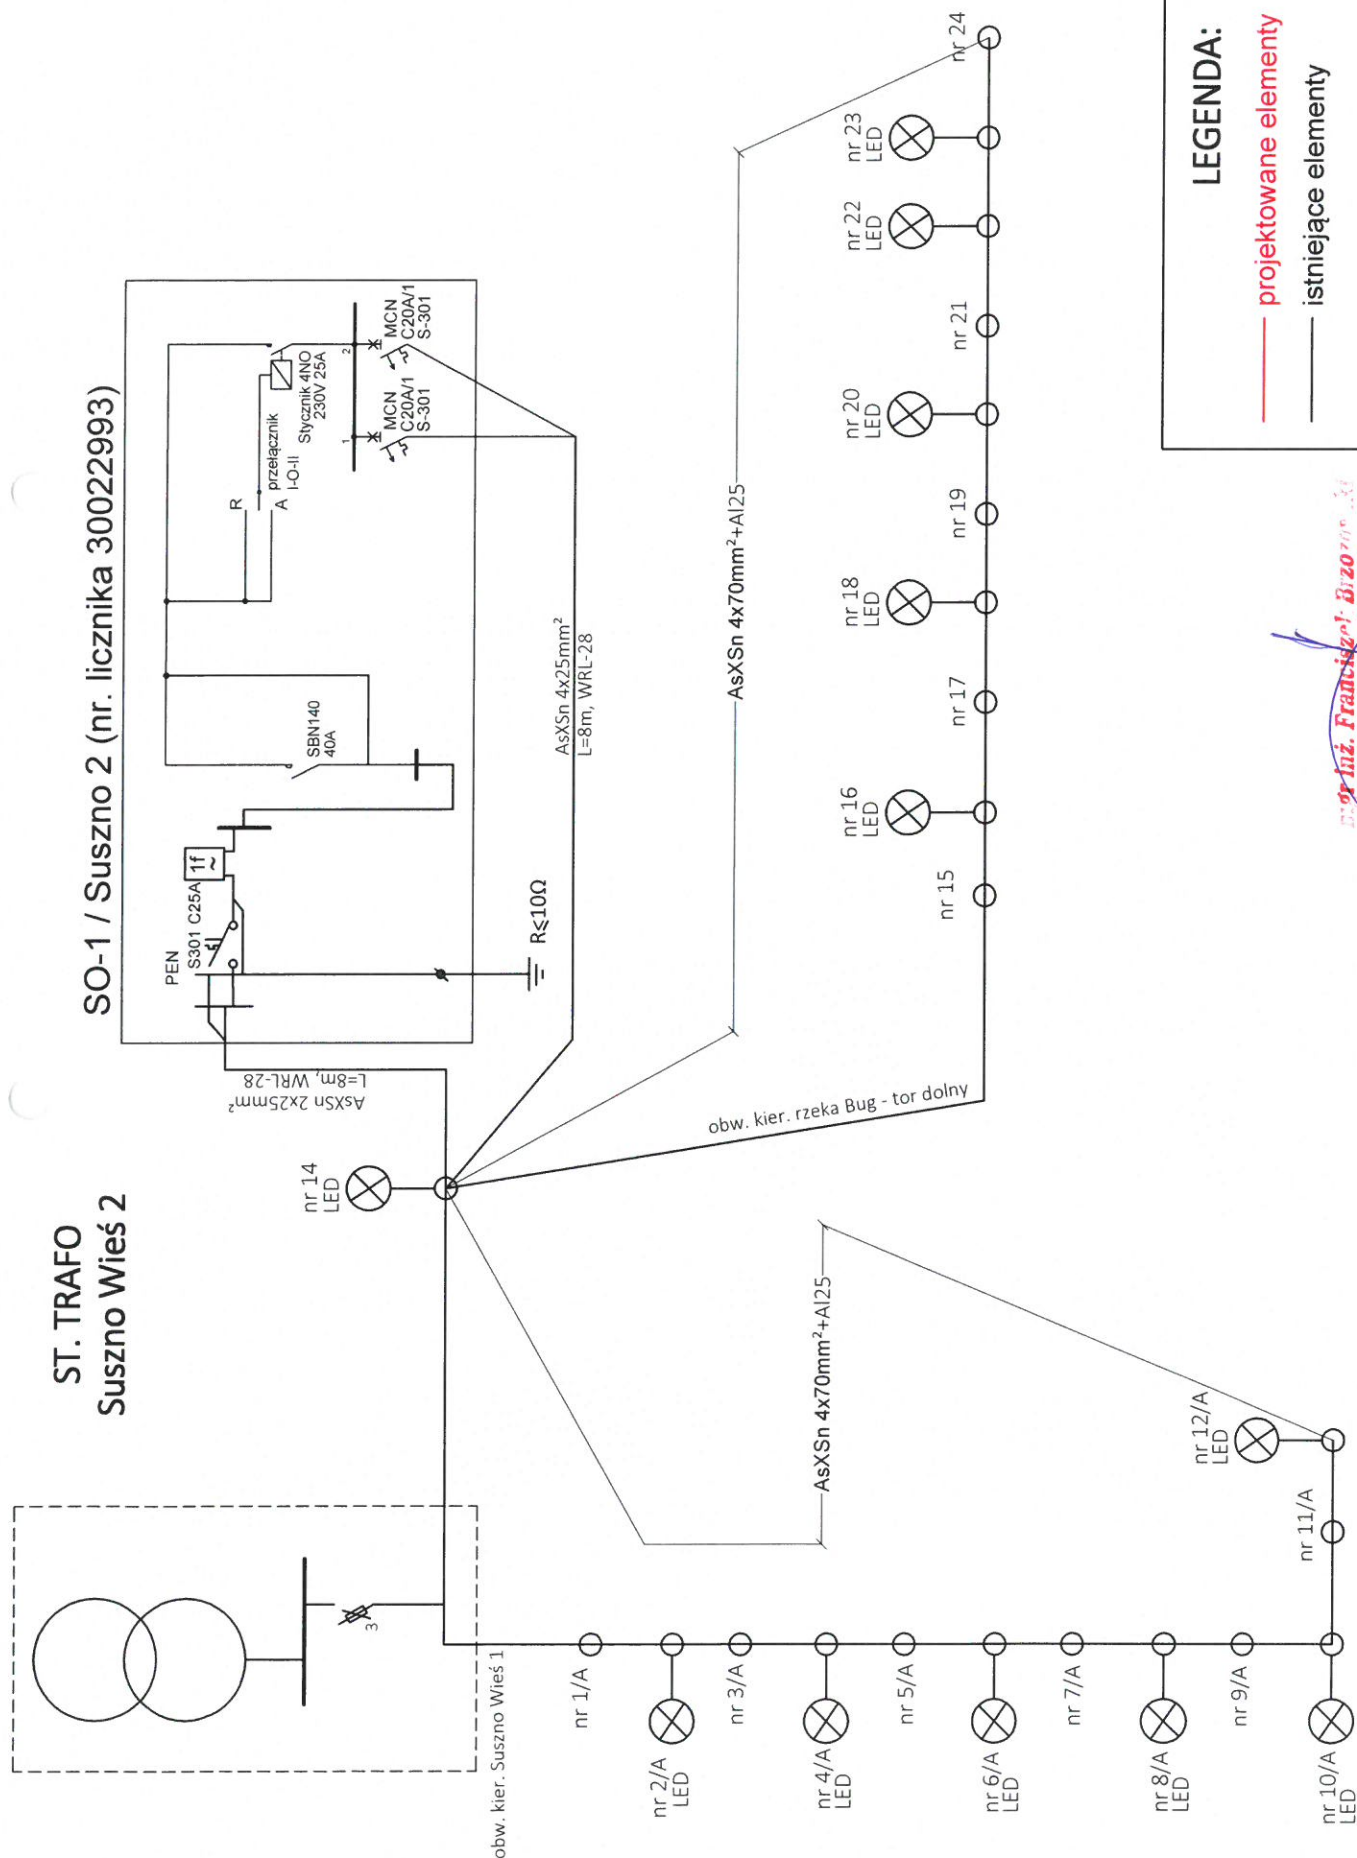 ST. TRAFO
Suszno Wieś 2
SO-1 / Suszno 2 (nr. licznika 30022993)
PEN
S301 C25A
1f
~
SBN140
40A
R
A
przełącznik
I-O-II
Stycznik 4NO
230V 25A
1
MCN
C20A/1
S-301
2
MCN
C20A/1
S-301
R≤10Ω
AsXSn 2x25mm²
L=8m, WRL-28
AsXSn 4x25mm²
L=8m, WRL-28
3
obw. kier. Suszno Wieś 1
nr 14
LED
obw. kier. rzeka Bug - tor dolny
AsXSn 4x70mm²+Al25
AsXSn 4x70mm²+Al25
nr 1/A
nr 2/A
LED
nr 3/A
nr 4/A
LED
nr 5/A
nr 6/A
LED
nr 7/A
nr 8/A
LED
nr 9/A
nr 10/A
LED
nr 11/A
nr 12/A
LED
nr 15
nr 16
LED
nr 17
nr 18
LED
nr 19
nr 20
LED
nr 21
nr 22
LED
nr 23
LED
nr 24
LEGENDA:
projektowane elementy
istniejące elementy
mgr inż. Franciszek